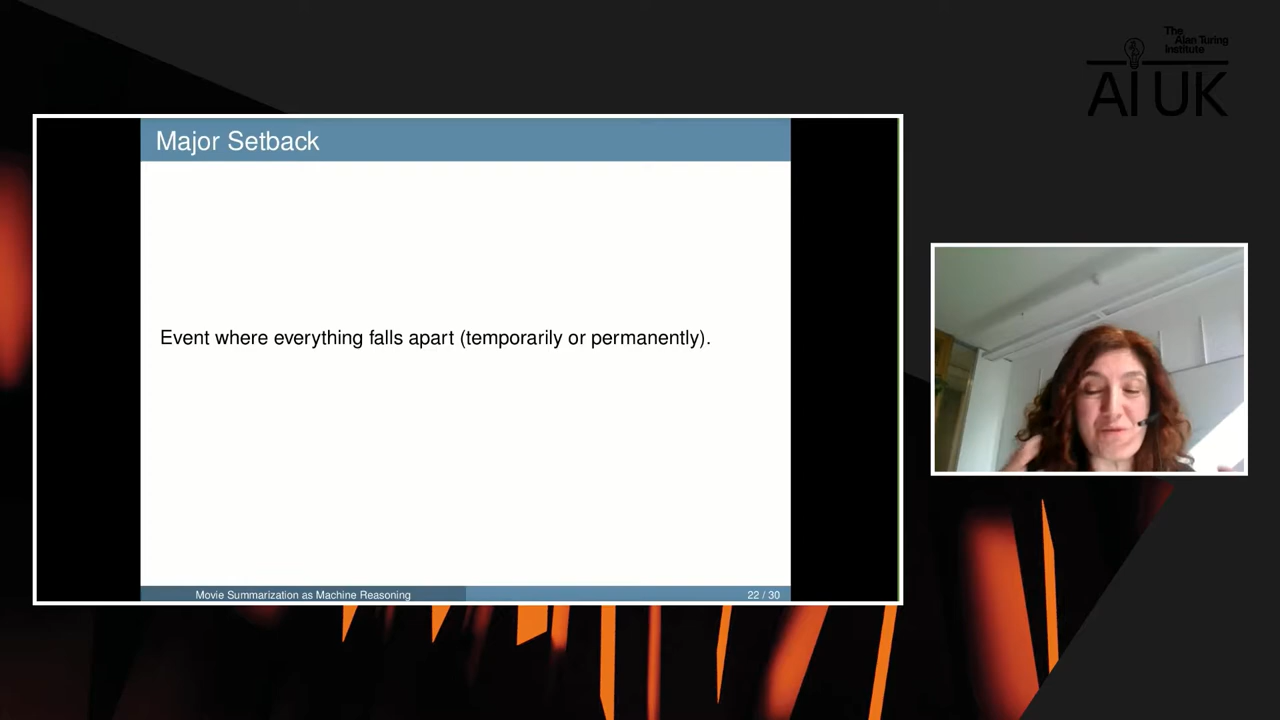 The
Alan Turing
Institute
AI UK
Major Setback
Event where everything falls apart (temporarily or permanently).
Movie Summarization as Machine Reasoning
22 / 30